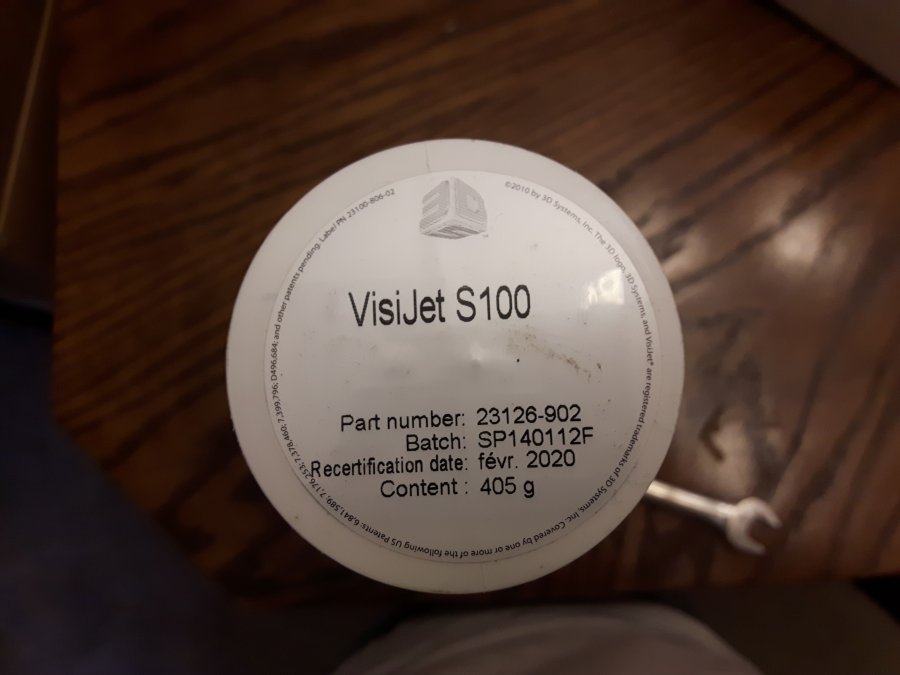 3D
VisiJet S100
Part number: 23126-902
Batch: SP140112F
Recertification date: févr. 2020
Content : 405 g
©2010 by 3D Systems, Inc. The 3D logo, 3D Systems, and VisiJet® are registered trademarks of 3D Systems, Inc. Covered by one or more of the following US Patents: 6,841,589; 7,176,253; 7,378,460; 7,399,796; D496,684; and other patents pending. Label PN 23100-806-02